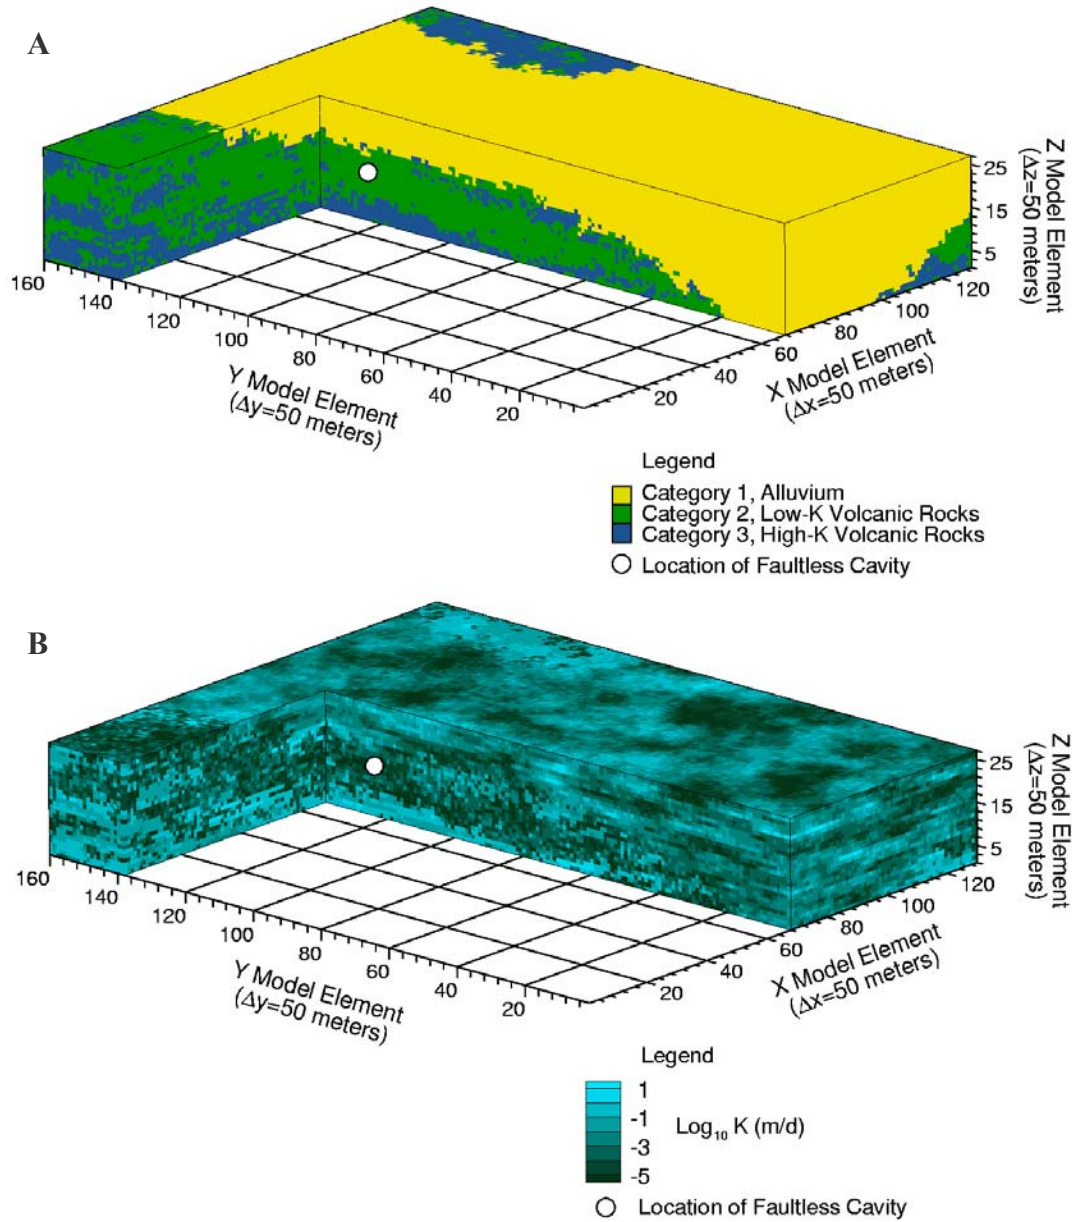 A
25
15
5
Z Model Element
(Δz=50 meters)
160
140
120
100
80
60
40
20
Y Model Element
(Δy=50 meters)
20
40
60
80
100
120
X Model Element
(Δx=50 meters)
Legend
Category 1, Alluvium
Category 2, Low-K Volcanic Rocks
Category 3, High-K Volcanic Rocks
Location of Faultless Cavity
B
25
15
5
Z Model Element
(Δz=50 meters)
160
140
120
100
80
60
40
20
Y Model Element
(Δy=50 meters)
20
40
60
80
100
120
X Model Element
(Δx=50 meters)
Legend
1
-1
-3
-5
Log₁₀ K (m/d)
Location of Faultless Cavity